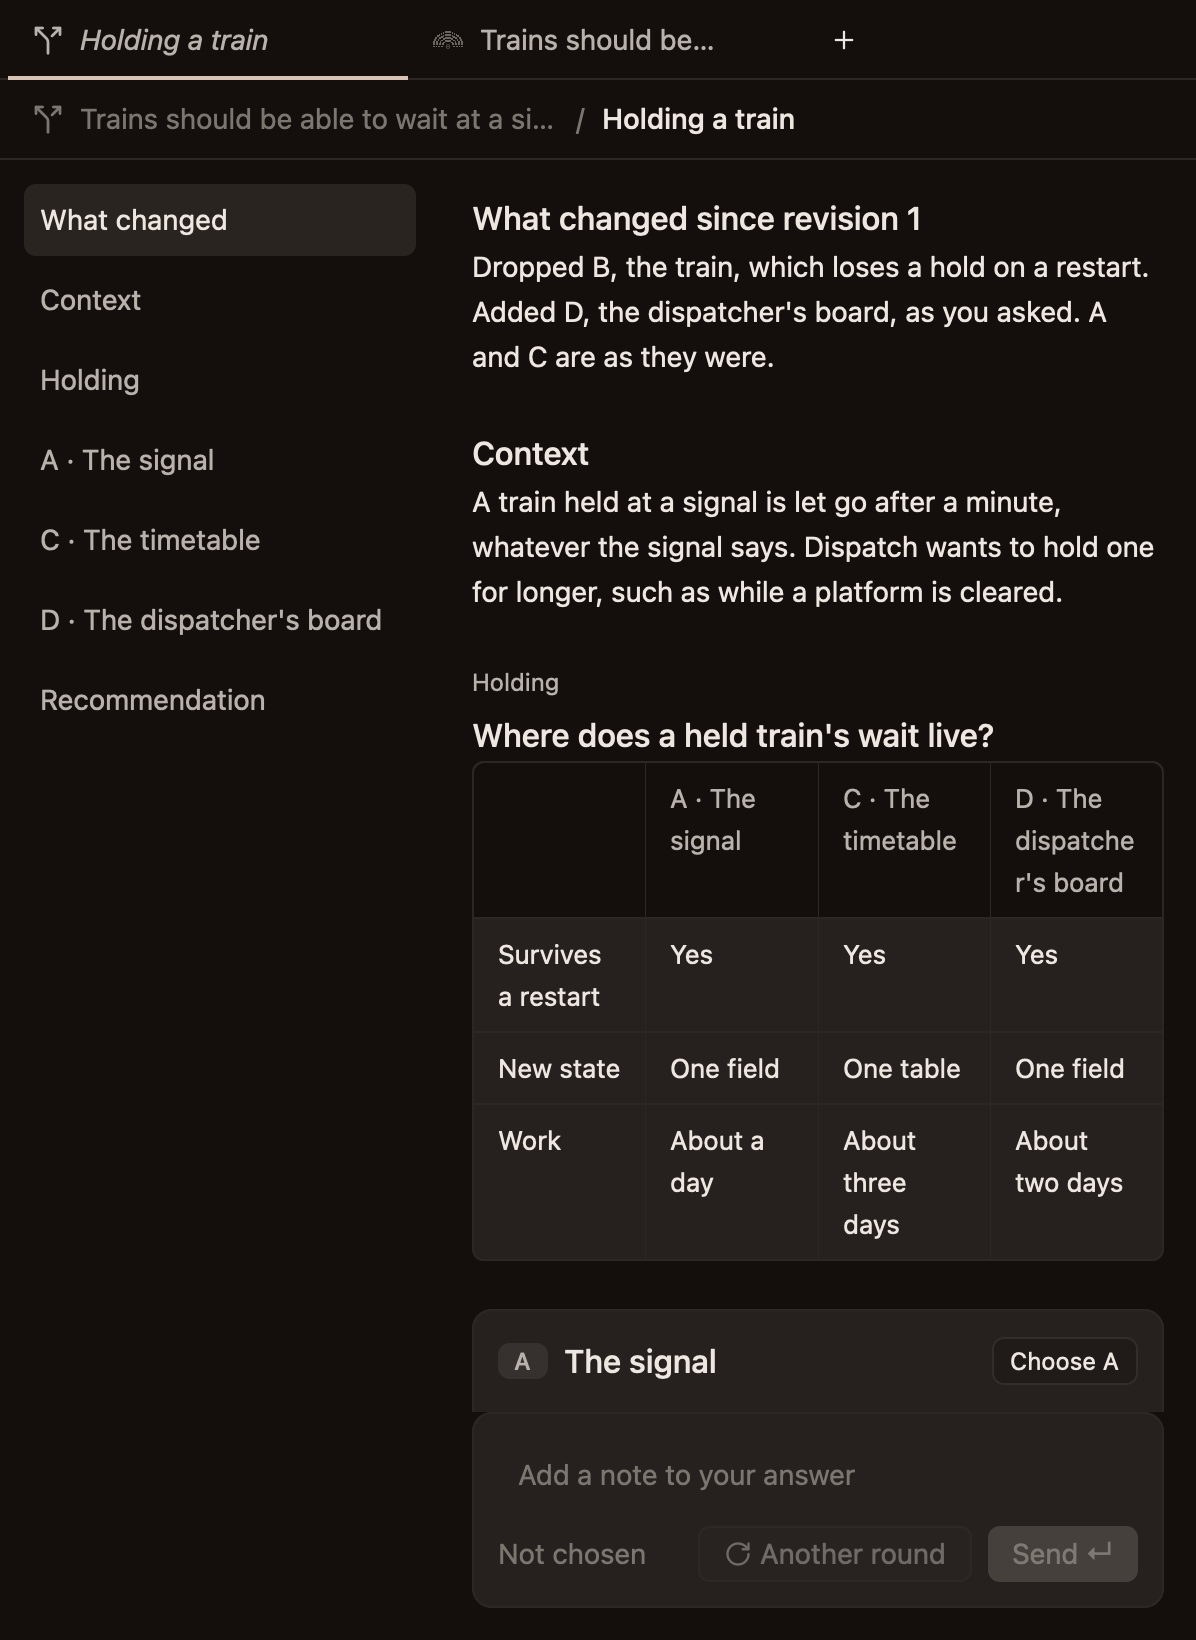 Holding a train
Trains should be...
+
Trains should be able to wait at a si... / Holding a train
What changed
Context
Holding
A · The signal
C · The timetable
D · The dispatcher's board
Recommendation
What changed since revision 1
Dropped B, the train, which loses a hold on a restart.
Added D, the dispatcher's board, as you asked. A
and C are as they were.
Context
A train held at a signal is let go after a minute,
whatever the signal says. Dispatch wants to hold one
for longer, such as while a platform is cleared.
Holding
Where does a held train's wait live?
A · The
signal
C · The
timetable
D · The
dispatche
r's board
Survives
a restart
Yes
Yes
Yes
New state
One field
One table
One field
Work
About a
day
About
three
days
About
two days
A
The signal
Choose A
Add a note to your answer
Not chosen
Another round
Send